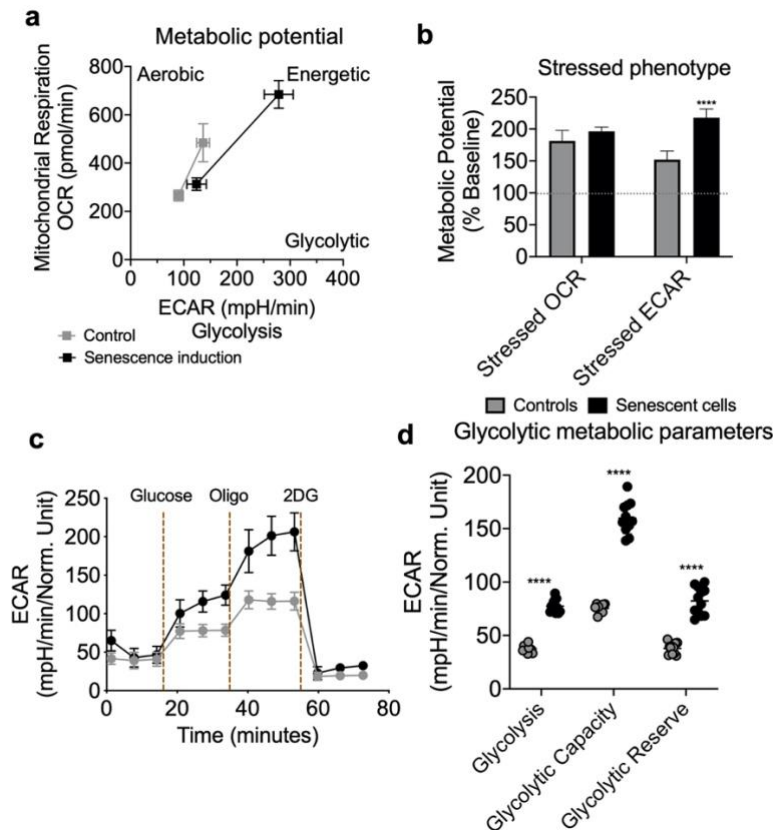 a
Metabolic potential
Mitochondrial Respiration
OCR (pmol/min)
800
600
400
200
0
Aerobic
Energetic
Glycolytic
0 100 200 300 400
ECAR (mpH/min)
Glycolysis
Control
Senescence induction
b
Stressed phenotype
Metabolic Potential
(% Baseline)
250
200
150
100
50
0
****
Stressed OCR
Stressed ECAR
Controls
Senescent cells
c
ECAR
(mpH/min/Norm. Unit)
250
200
150
100
50
0
Glucose Oligo 2DG
0 20 40 60 80
Time (minutes)
d
Glycolytic metabolic parameters
ECAR
(mpH/min/Norm. Unit)
200
150
100
50
0
****
****
****
Glycolysis
Glycolytic Capacity
Glycolytic Reserve